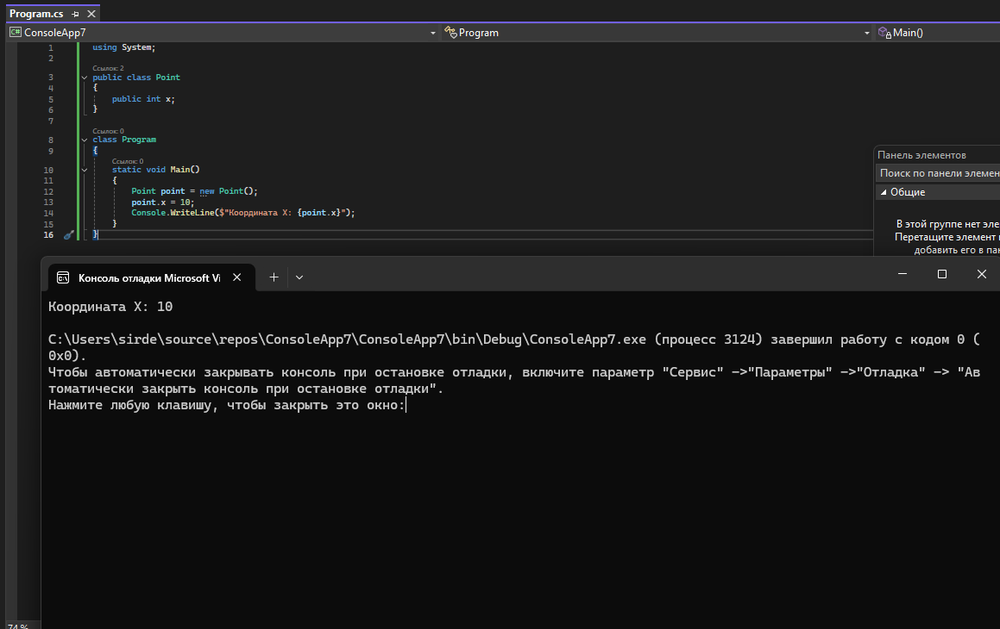 Program.cs
ConsoleApp7
Program
Main()
1 using System;
2
Ссылок: 2
3 public class Point
4 {
5 public int x;
6 }
7
Ссылок: 0
8 class Program
9 {
Ссылок: 0
10 static void Main()
11 {
12 Point point = new Point();
13 point.x = 10;
14 Console.WriteLine($"Координата X: {point.x}");
15 }
16 }
Панель элементов
Поиск по панели элемен
Общие
В этой группе нет эле
Перетащите элемент
добавить его в па
Консоль отладки Microsoft Vi
Координата X: 10
C:\Users\sirde\source\repos\ConsoleApp7\ConsoleApp7\bin\Debug\ConsoleApp7.exe (процесс 3124) завершил работу с кодом 0 (
0x0).
Чтобы автоматически закрывать консоль при остановке отладки, включите параметр "Сервис" ->"Параметры" ->"Отладка" -> "Ав
томатически закрыть консоль при остановке отладки".
Нажмите любую клавишу, чтобы закрыть это окно:
74 %